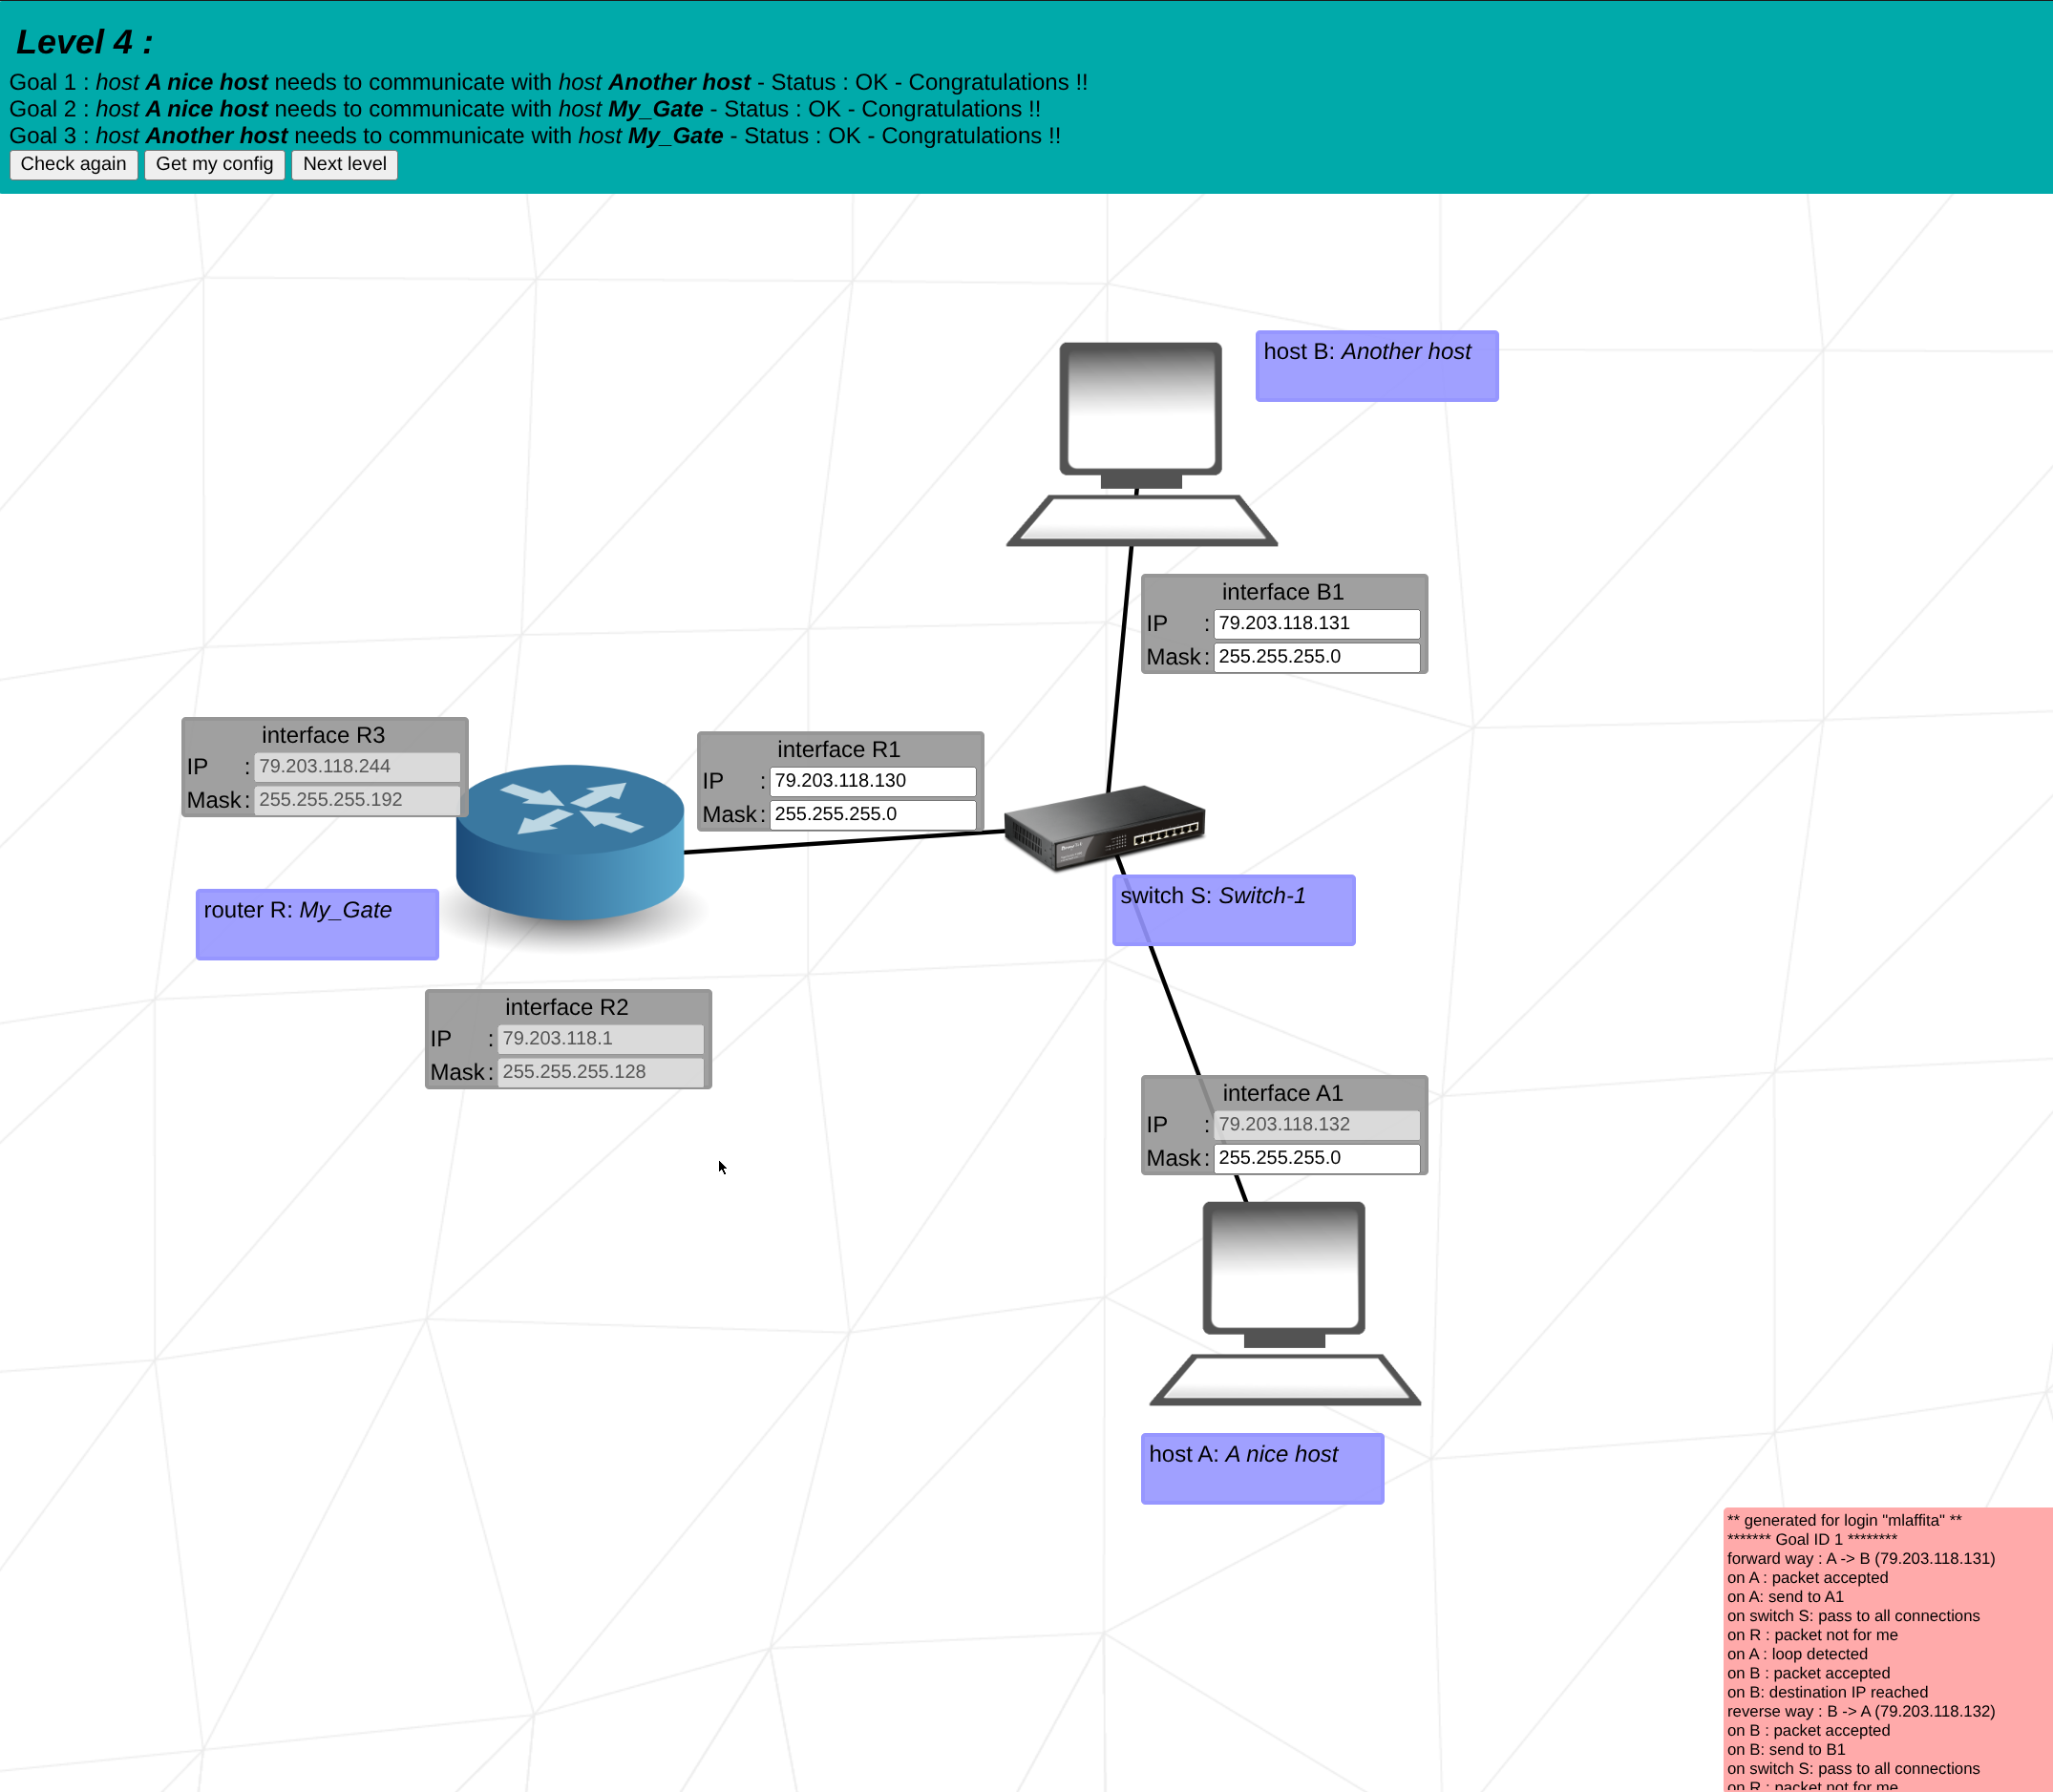 Level 4 :
Goal 1 : host A nice host needs to communicate with host Another host - Status : OK - Congratulations !!
Goal 2 : host A nice host needs to communicate with host My_Gate - Status : OK - Congratulations !!
Goal 3 : host Another host needs to communicate with host My_Gate - Status : OK - Congratulations !!
Check again Get my config Next level
host B: Another host
interface B1
IP : 79.203.118.131
Mask : 255.255.255.0
interface R3
IP : 79.203.118.244
Mask : 255.255.255.192
interface R1
IP : 79.203.118.130
Mask : 255.255.255.0
router R: My_Gate
switch S: Switch-1
interface R2
IP : 79.203.118.1
Mask : 255.255.255.128
interface A1
IP : 79.203.118.132
Mask : 255.255.255.0
host A: A nice host
** generated for login "mlaffita" **
******* Goal ID 1 ********
forward way : A -> B (79.203.118.131)
on A : packet accepted
on A: send to A1
on switch S: pass to all connections
on R : packet not for me
on A : loop detected
on B : packet accepted
on B: destination IP reached
reverse way : B -> A (79.203.118.132)
on B : packet accepted
on B: send to B1
on switch S: pass to all connections
on R : packet not for me